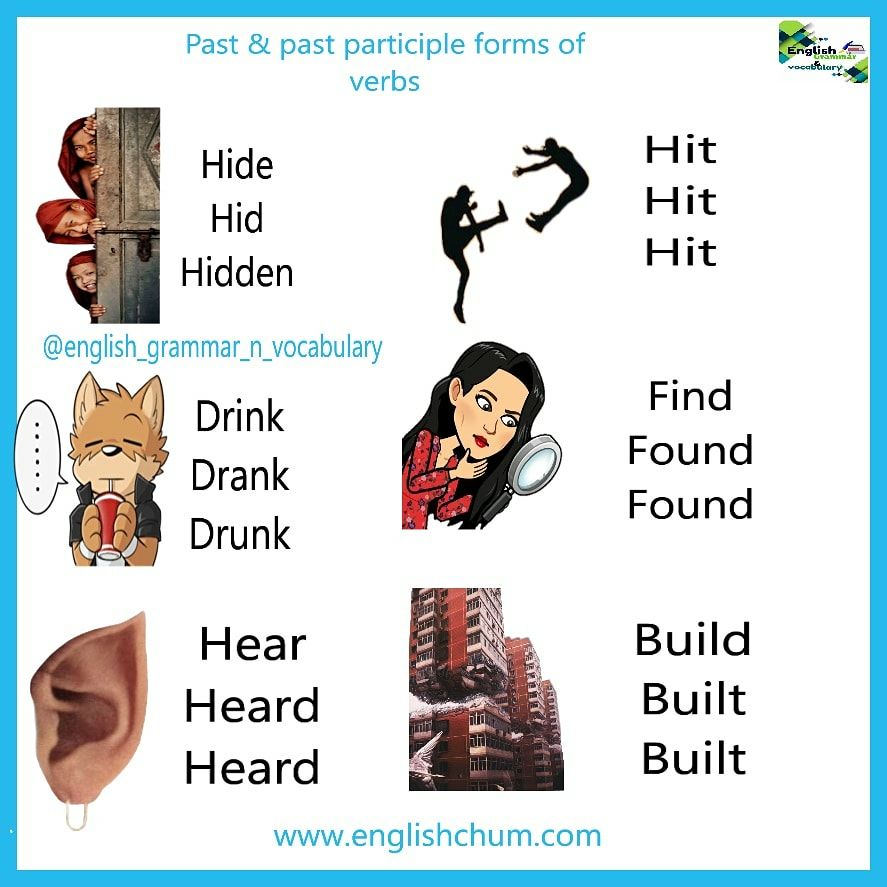 Past & past participle forms of
verbs
English
Grammar
&
vocabulary
Hide
Hid
Hidden
Hit
Hit
Hit
@english_grammar_n_vocabulary
Drink
Drank
Drunk
Find
Found
Found
Hear
Heard
Heard
Build
Built
Built
www.englishchum.com